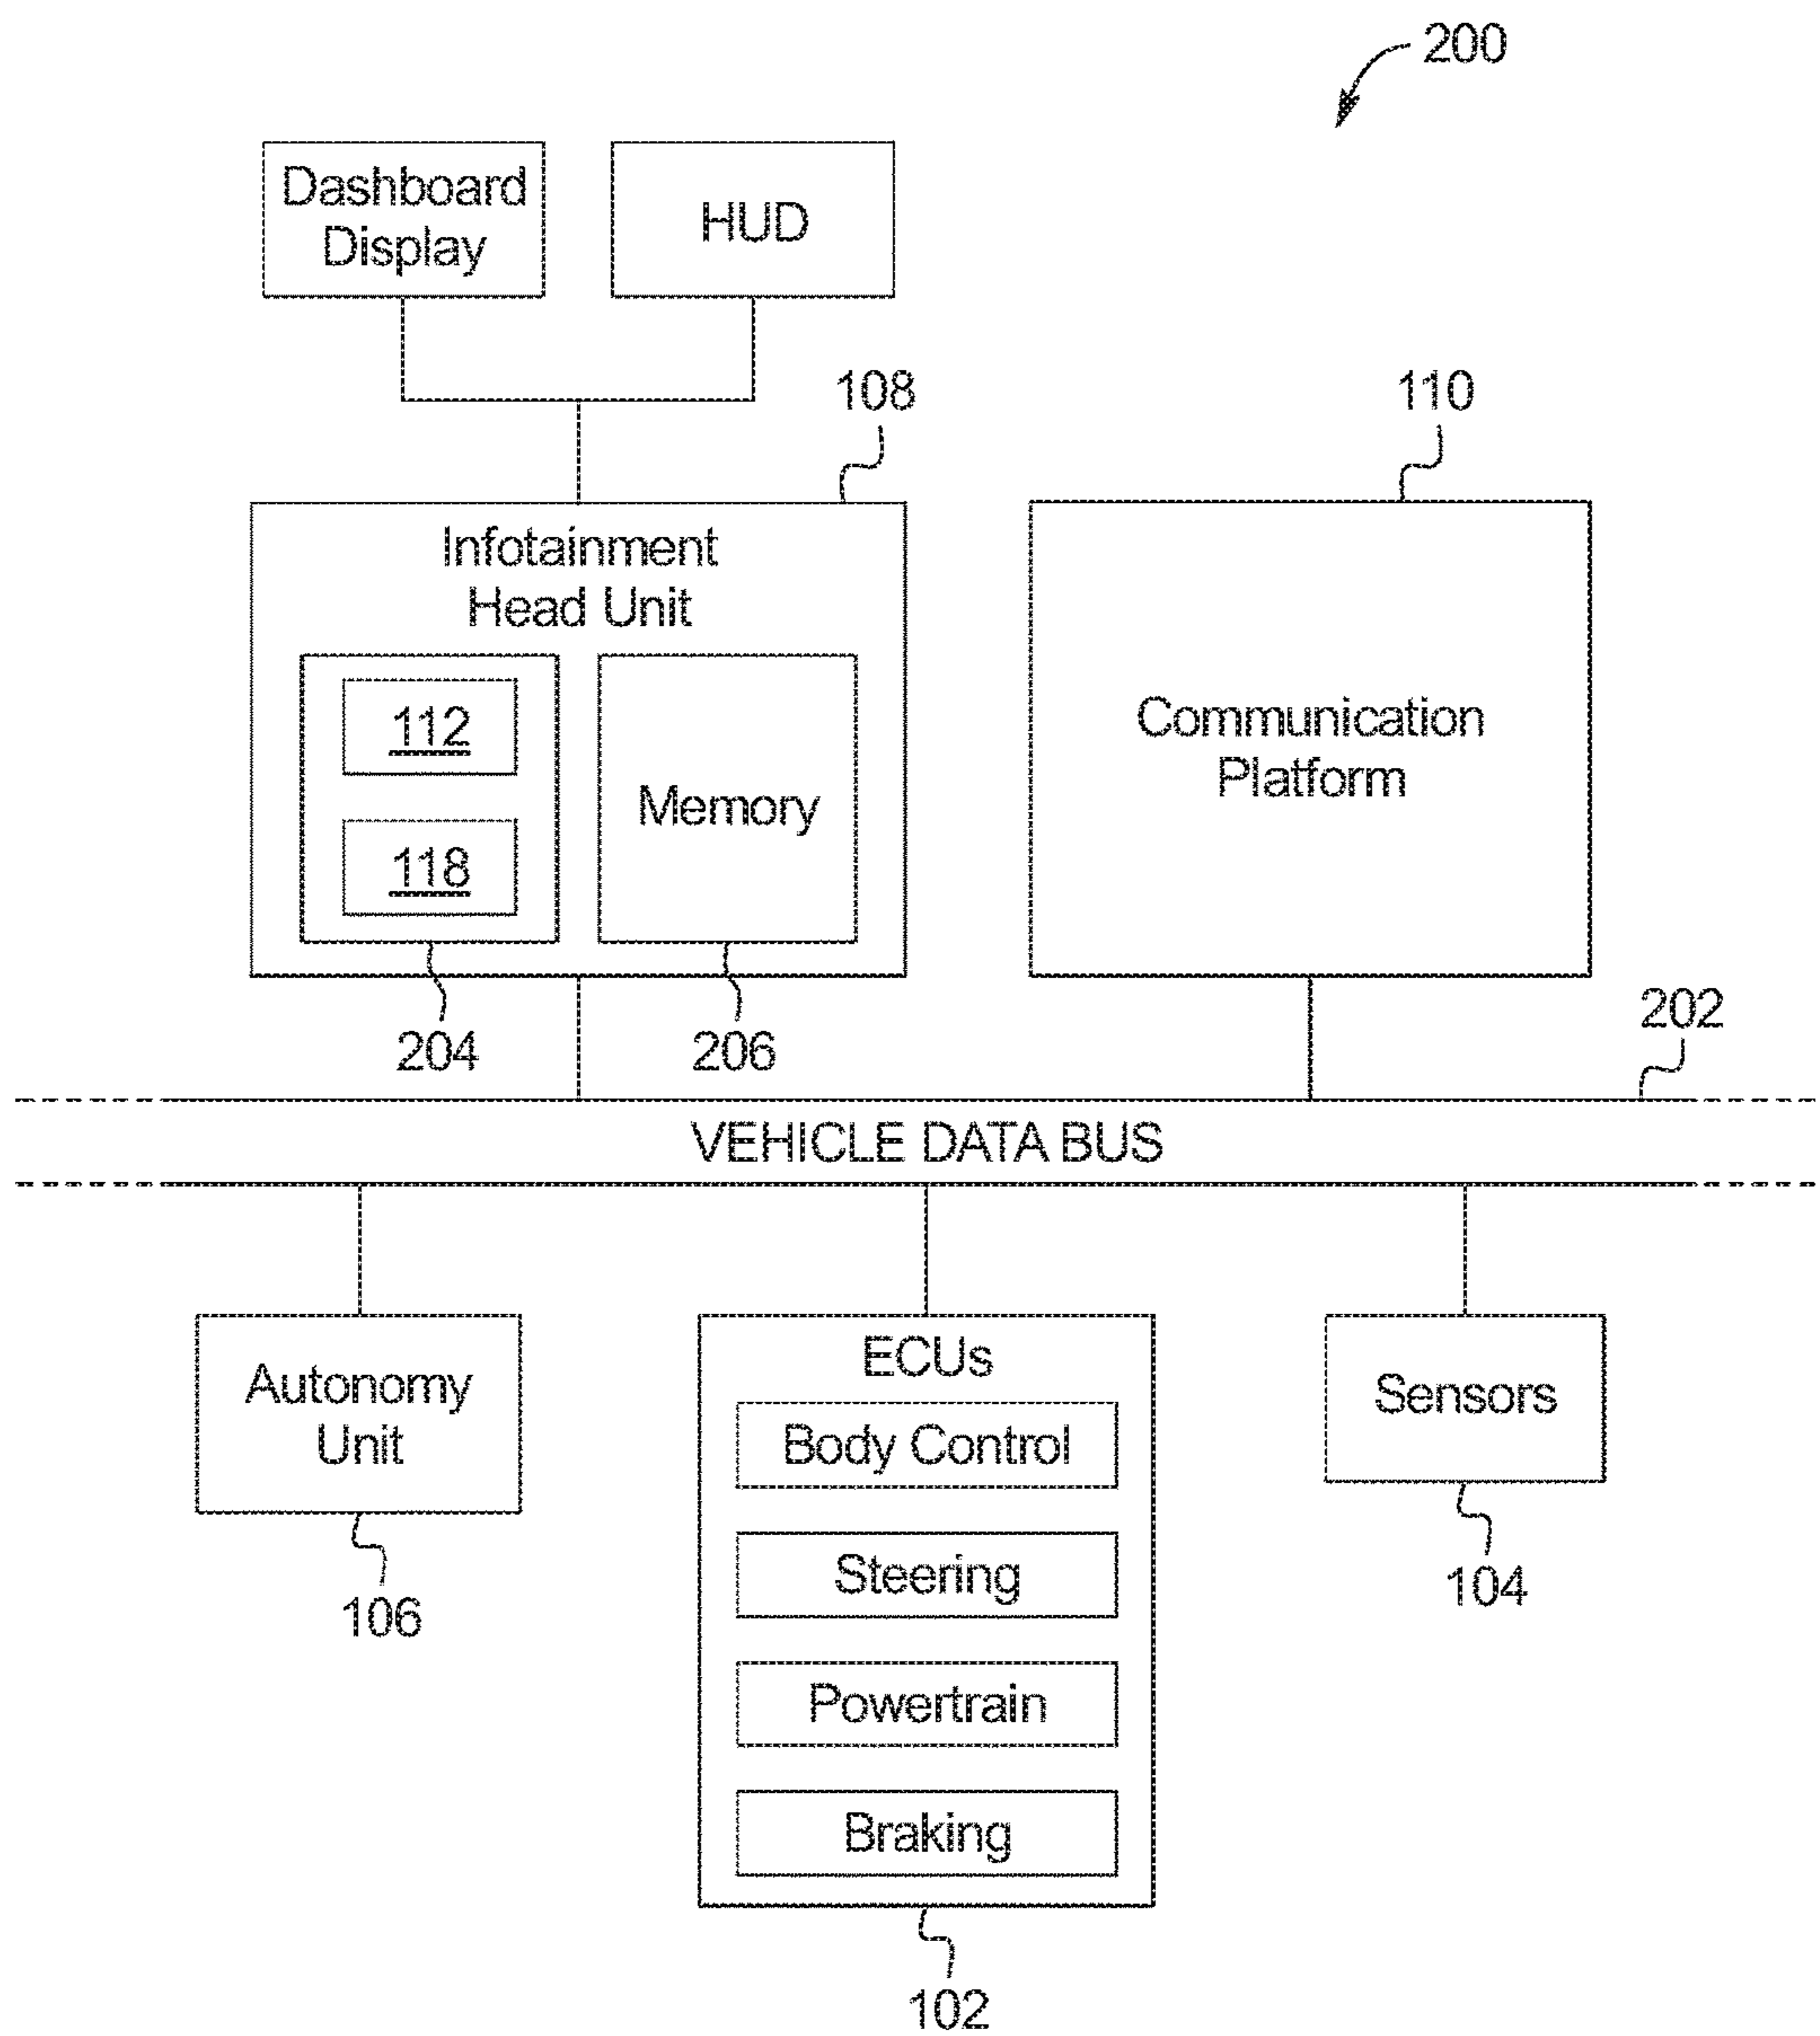 200
Dashboard
Display
HUD
108
110
Infotainment
Head Unit
112
118
Memory
Communication
Platform
204
206
202
VEHICLE DATA BUS
Autonomy
Unit
106
ECUs
Body Control
Steering
Powertrain
Braking
102
Sensors
104